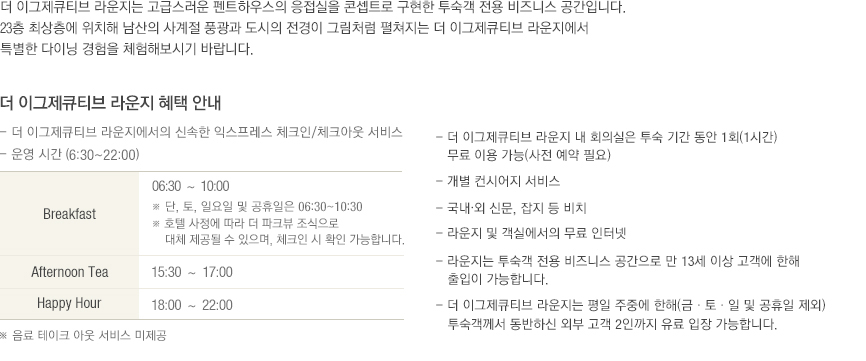 더 이그제큐티브 라운지는 고급스러운 펜트하우스의 응접실을 콘셉트로 구현한 투숙객 전용 비즈니스 공간입니다.
23층 최상층에 위치해 남산의 사계절 풍광과 도시의 전경이 그림처럼 펼쳐지는 더 이그제큐티브 라운지에서
특별한 다이닝 경험을 체험해보시기 바랍니다.
더 이그제큐티브 라운지 혜택 안내
- 더 이그제큐티브 라운지에서의 신속한 익스프레스 체크인/체크아웃 서비스
- 운영 시간 (6:30~22:00)
Breakfast
06:30 ~ 10:00
※ 단, 토, 일요일 및 공휴일은 06:30~10:30
※ 호텔 사정에 따라 더 파크뷰 조식으로
대체 제공될 수 있으며, 체크인 시 확인 가능합니다.
Afternoon Tea 15:30 ~ 17:00
Happy Hour 18:00 ~ 22:00
※ 음료 테이크 아웃 서비스 미제공
- 더 이그제큐티브 라운지 내 회의실은 투숙 기간 동안 1회(1시간)
무료 이용 가능(사전 예약 필요)
- 개별 컨시어지 서비스
- 국내·외 신문, 잡지 등 비치
- 라운지 및 객실에서의 무료 인터넷
- 라운지는 투숙객 전용 비즈니스 공간으로 만 13세 이상 고객에 한해
출입이 가능합니다.
- 더 이그제큐티브 라운지는 평일 주중에 한해(금 · 토 · 일 및 공휴일 제외)
투숙객께서 동반하신 외부 고객 2인까지 유료 입장 가능합니다.